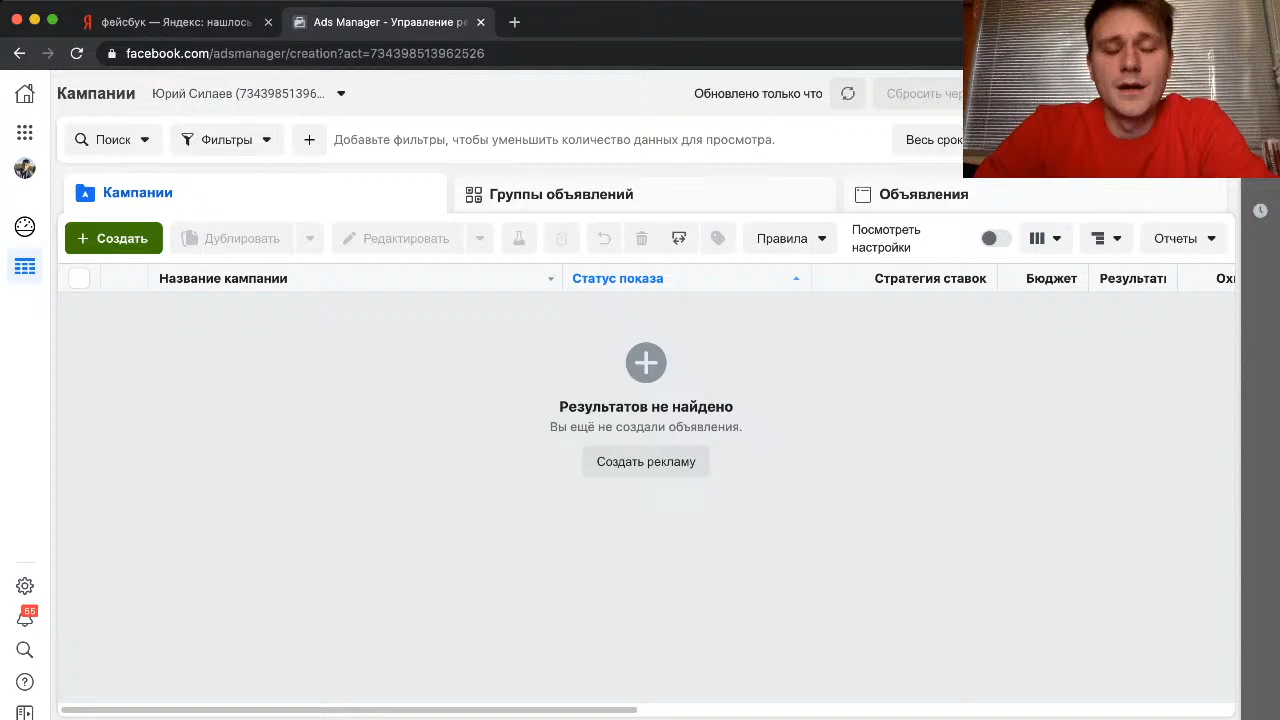 фейсбук — Яндекс: нашлось
Ads Manager - Управление ре
facebook.com/adsmanager/creation?act=734398513962526
Кампании
Юрий Силаев (73439851396...
Обновлено только что
Сбросить чер
Поиск
Фильтры
Добавьте фильтры, чтобы уменьшить количество данных для просмотра.
Весь срок
Кампании
Группы объявлений
Объявления
+ Создать
Дублировать
Редактировать
Правила
Посмотреть
настройки
Отчеты
Название кампании
Статус показа
Стратегия ставок
Бюджет
Результаты
Ох
Результатов не найдено
Вы ещё не создали объявления.
Создать рекламу
55